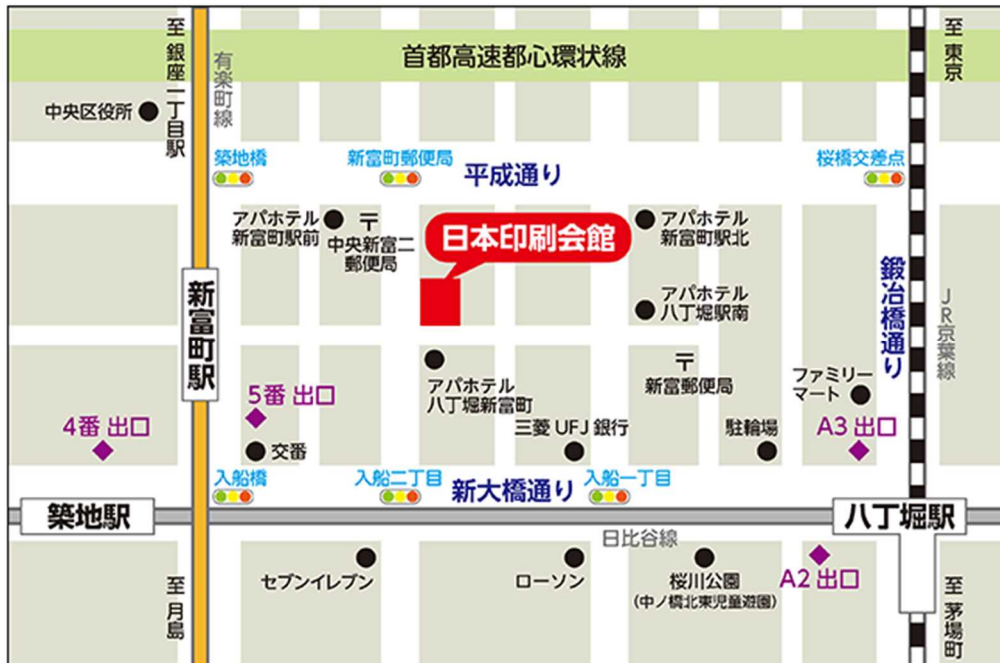 至 銀座一丁目駅
有楽町線
首都高速都心環状線
至 東京
中央区役所
築地橋
新富町郵便局
平成通り
桜橋交差点
アパホテル
新富町駅前
〒
中央新富二
郵便局
日本印刷会館
アパホテル
新富町駅北
新富町駅
アパホテル
八丁堀駅南
鍛冶橋通り
JR京葉線
アパホテル
八丁堀新富町
〒
新富郵便局
ファミリー
マート
4番 出口
5番 出口
交番
三菱 UFJ 銀行
駐輪場
A3 出口
入船橋
入船二丁目
新大橋通り
入船一丁目
築地駅
八丁堀駅
日比谷線
至 月島
セブンイレブン
ローソン
桜川公園
(中ノ橋北東児童遊園)
A2 出口
至 茅場町